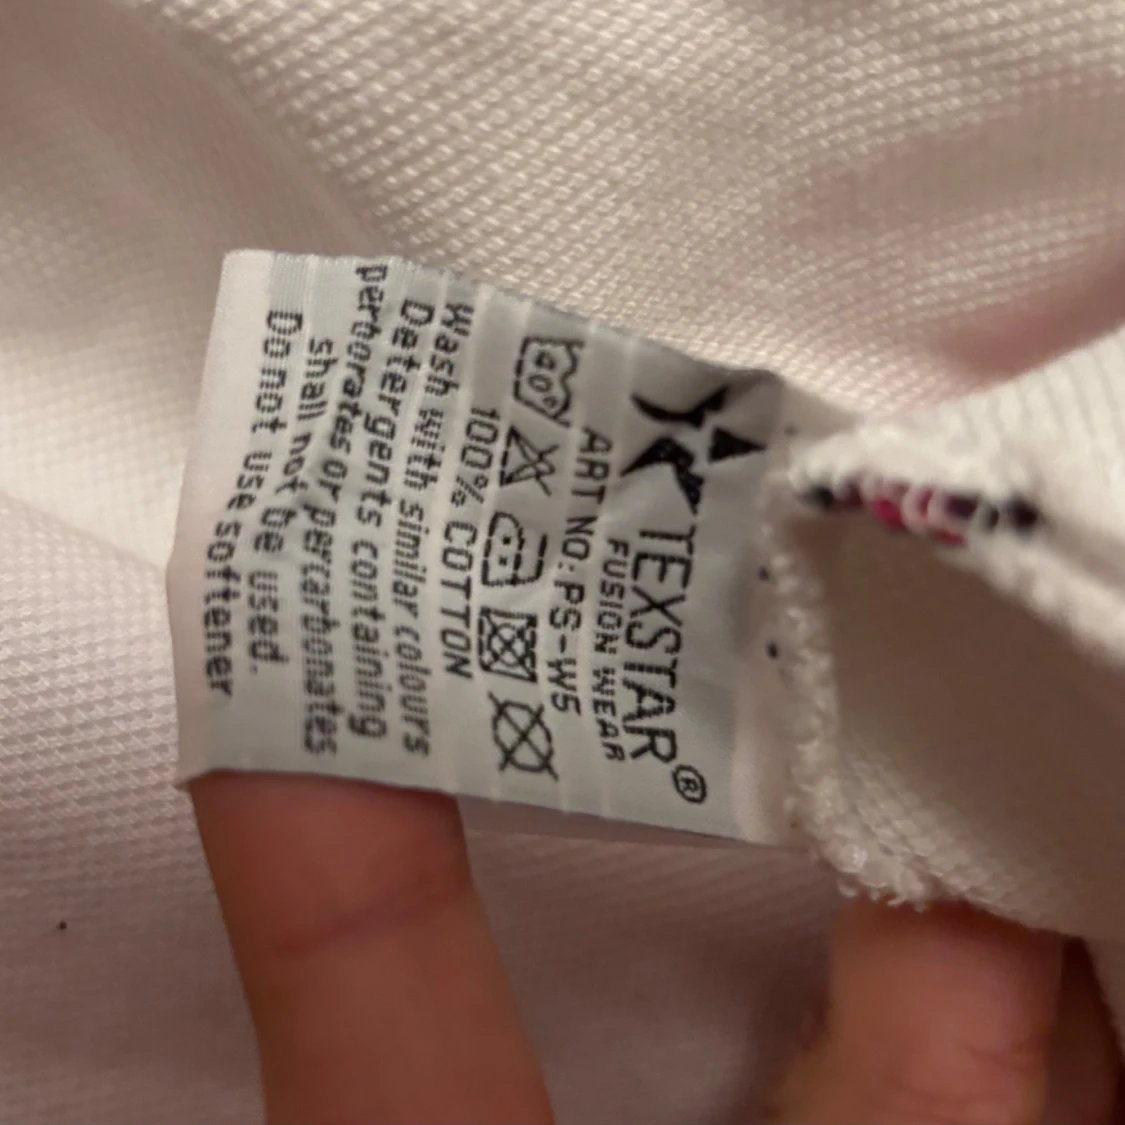 TEXSTAR®
FUSION WEAR
ART NO: PS-W5
40°
100% COTTON
Wash with similar colours
Detergents containing
perborates or percarbonates
shall not be used.
Do not use softener